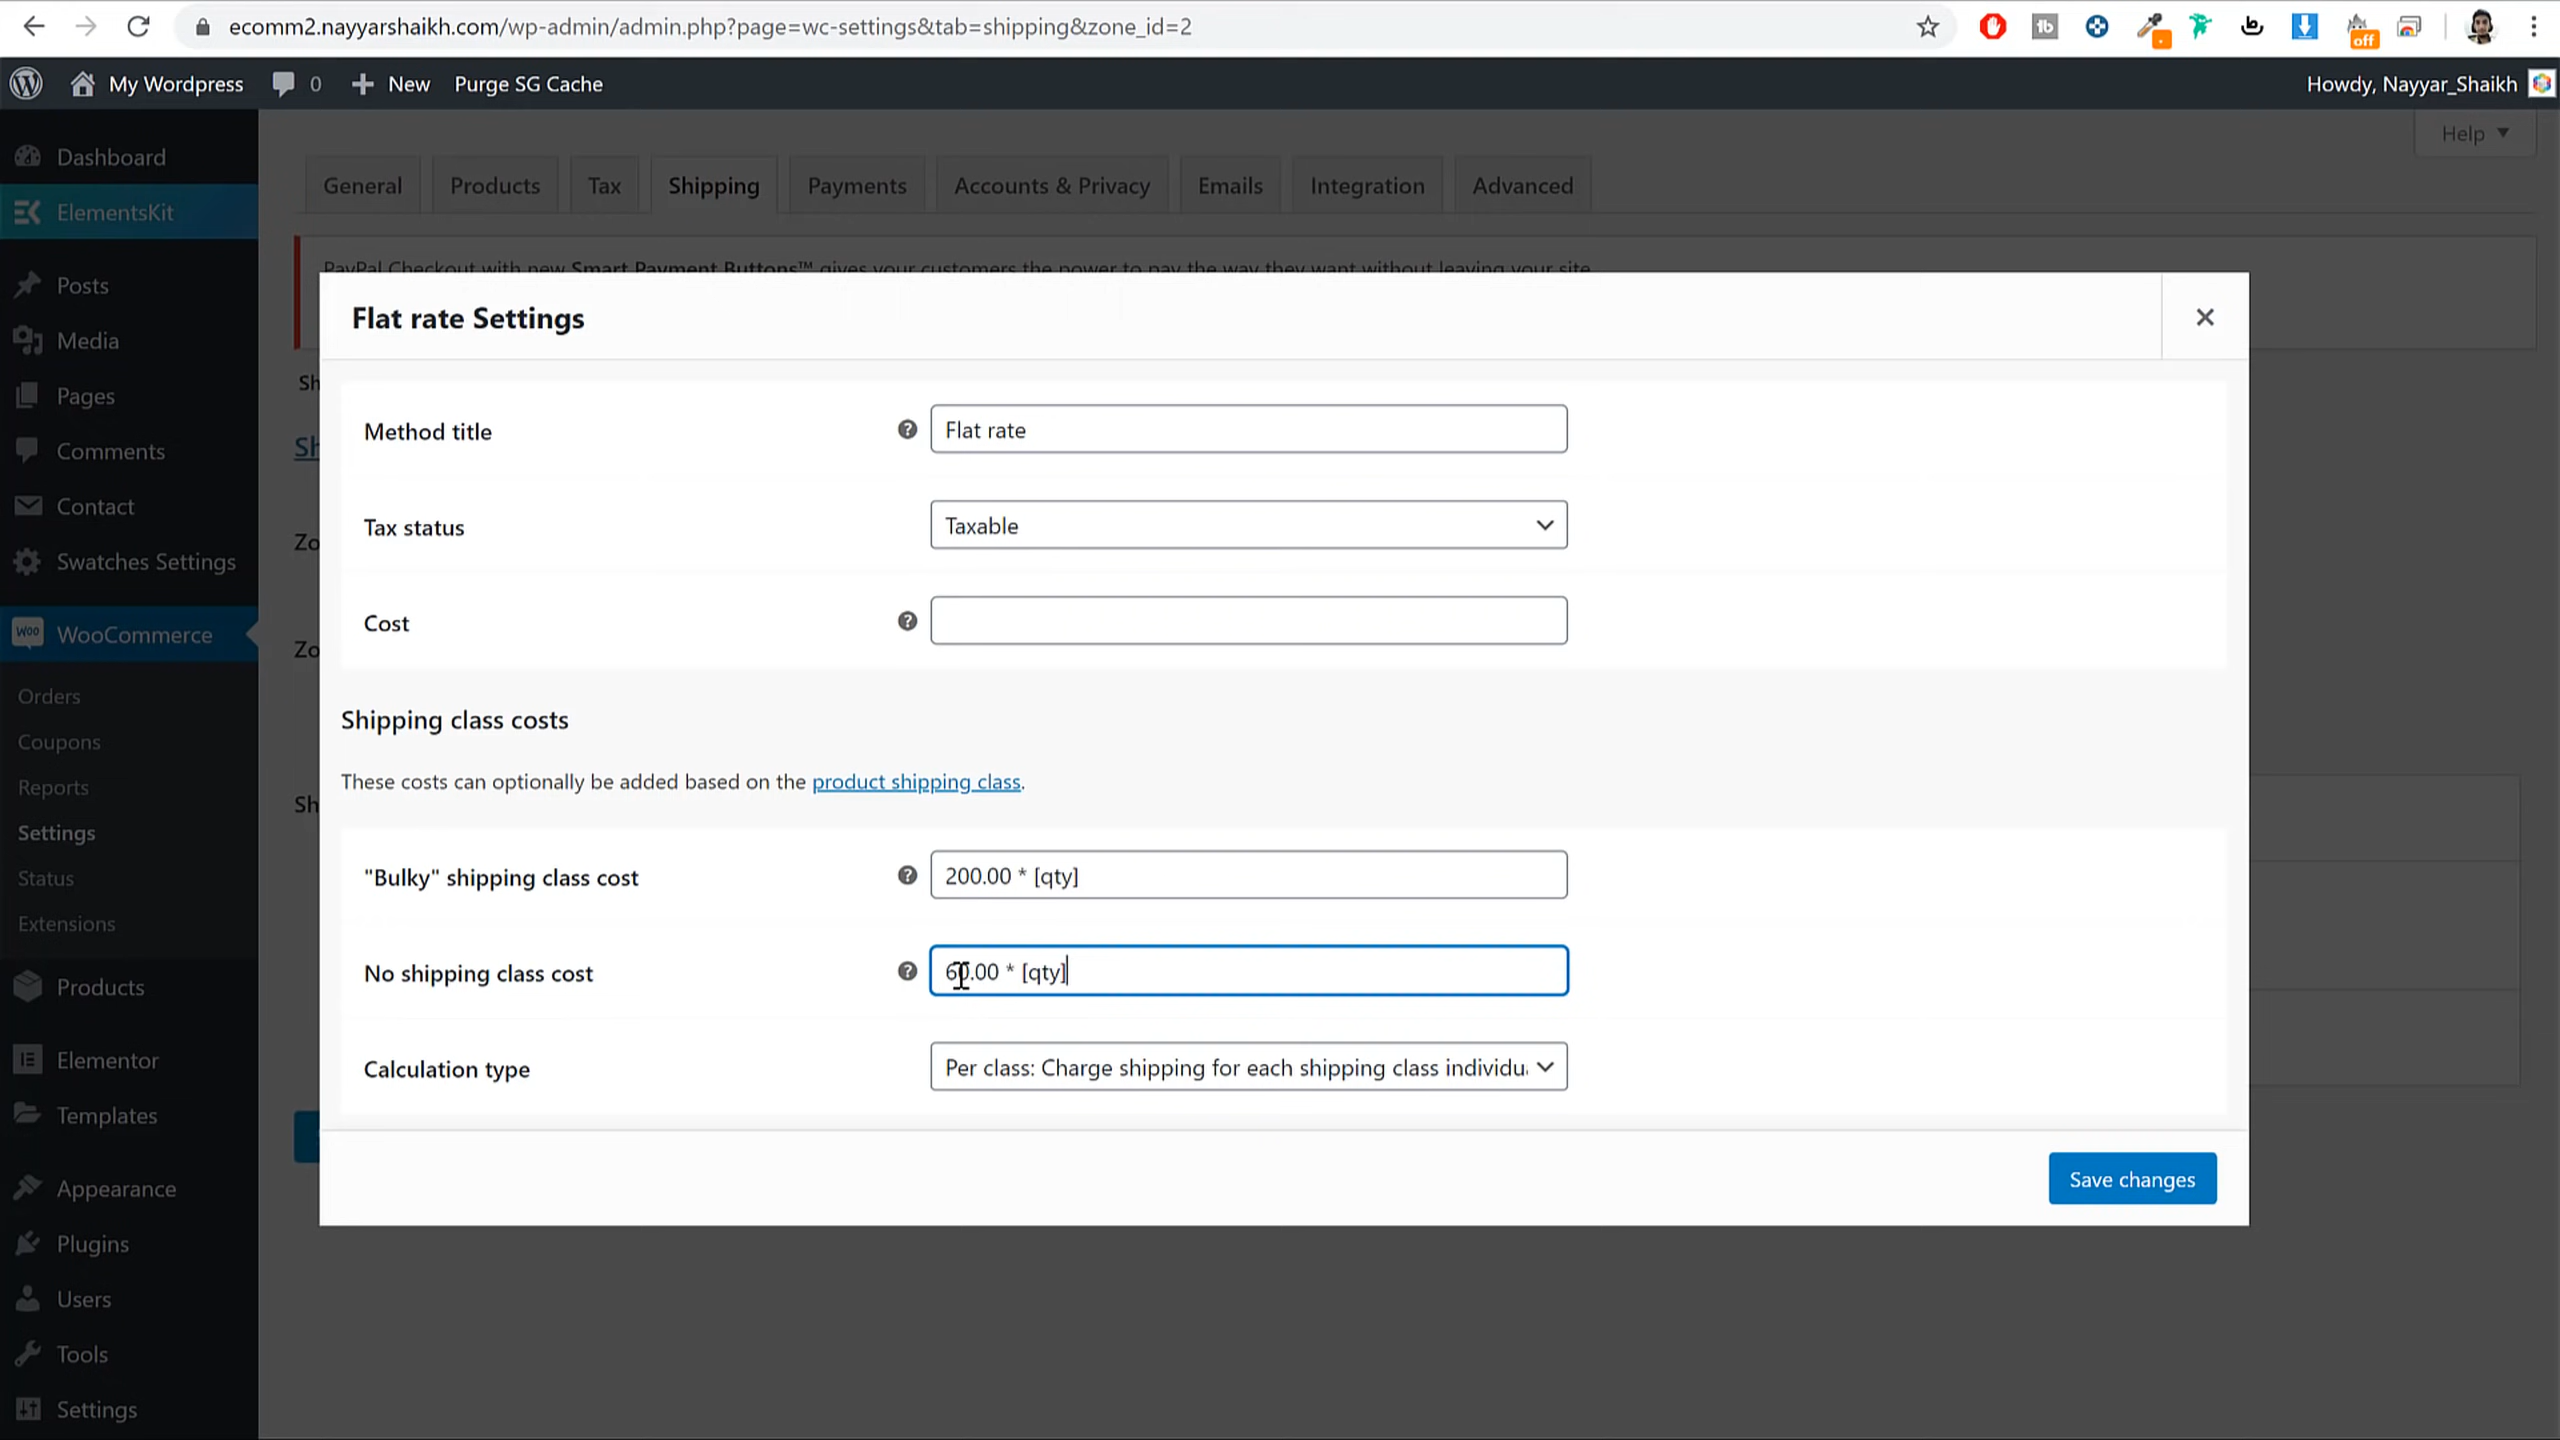 ecomm2.nayyarshaikh.com/wp-admin/admin.php?page=wc-settings&tab=shipping&zone_id=2
off
My Wordpress
0
New
Purge SG Cache
Howdy, Nayyar_Shaikh
Help
Dashboard
ElementsKit
Posts
Media
Pages
Comments
Contact
Swatches Settings
WooCommerce
Orders
Coupons
Reports
Settings
Status
Extensions
Products
Elementor
Templates
Appearance
Plugins
Users
Tools
Settings
General
Products
Tax
Shipping
Payments
Accounts & Privacy
Emails
Integration
Advanced
PayPal Checkout with new Smart Payment Buttons™ gives your customers the power to pay the way they want without leaving your site.
Sh
Sh
Zo
Zo
Sh
Flat rate Settings
Method title
Flat rate
Tax status
Taxable
Cost
Shipping class costs
These costs can optionally be added based on the product shipping class.
"Bulky" shipping class cost
200.00 * [qty]
No shipping class cost
60.00 * [qty]
Calculation type
Per class: Charge shipping for each shipping class individu
Save changes